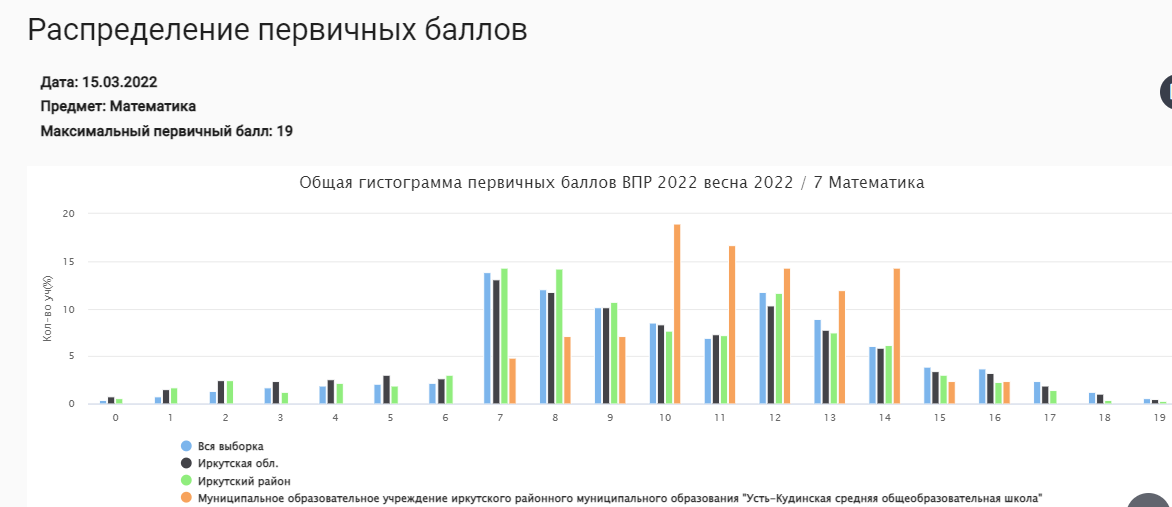 Распределение первичных баллов
Дата: 15.03.2022
Предмет: Математика
Максимальный первичный балл: 19
Общая гистограмма первичных баллов ВПР 2022 весна 2022 / 7 Математика
Кол-во уч(%)
20
15
10
5
0
0 1 2 3 4 5 6 7 8 9 10 11 12 13 14 15 16 17 18 19
Вся выборка
Иркутская обл.
Иркутский район
Муниципальное образовательное учреждение иркутского районного муниципального образования "Усть-Кудинская средняя общеобразовательная школа"